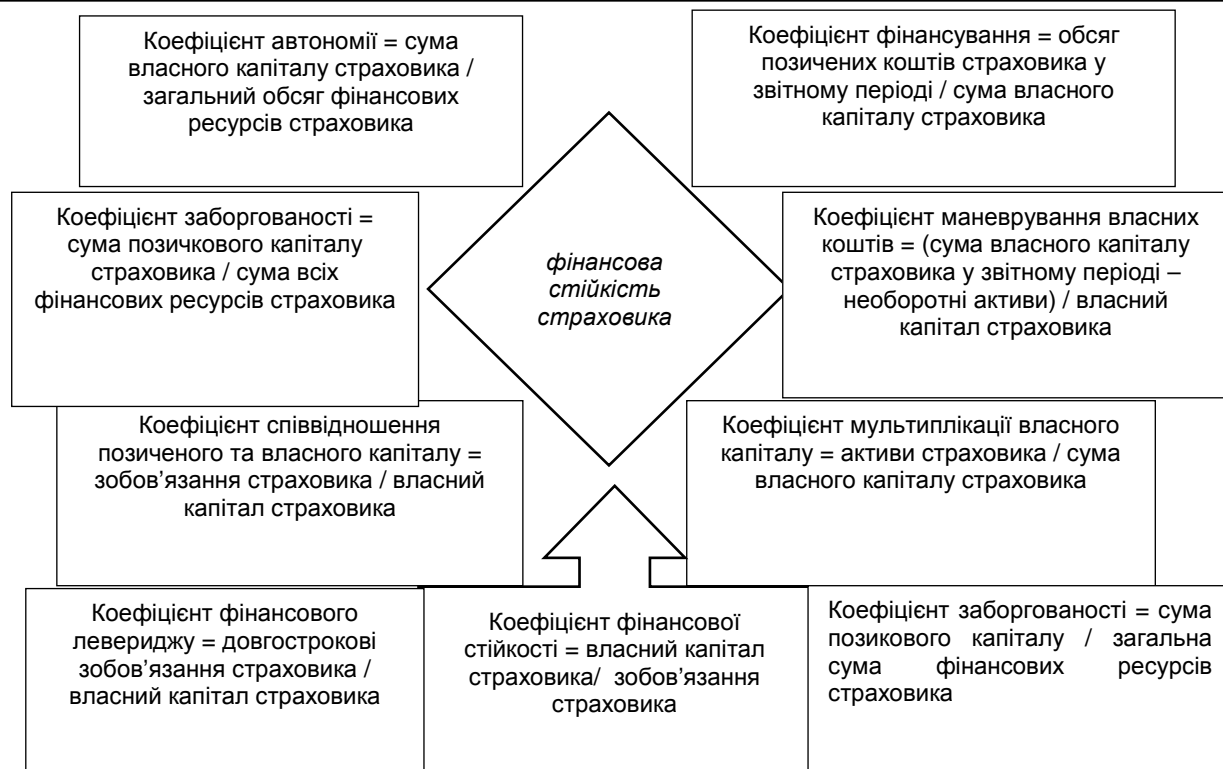 Коефіцієнт автономії = сума
власного капіталу страховика /
загальний обсяг фінансових
ресурсів страховика
Коефіцієнт фінансування = обсяг
позичених коштів страховика у
звітному періоді / сума власного
капіталу страховика
Коефіцієнт заборгованості =
сума позичкового капіталу
страховика / сума всіх
фінансових ресурсів страховика
фінансова
стійкість
страховика
Коефіцієнт маневрування власних
коштів = (сума власного капіталу
страховика у звітному періоді –
необоротні активи) / власний
капітал страховика
Коефіцієнт співвідношення
позиченого та власного капіталу =
зобов’язання страховика / власний
капітал страховика
Коефіцієнт мультиплікації власного
капіталу = активи страховика / сума
власного капіталу страховика
Коефіцієнт фінансового
левериджу = довгострокові
зобов’язання страховика /
власний капітал страховика
Коефіцієнт фінансової
стійкості = власний капітал
страховика/ зобов’язання
страховика
Коефіцієнт заборгованості = сума
позикового капіталу / загальна
сума фінансових ресурсів
страховика